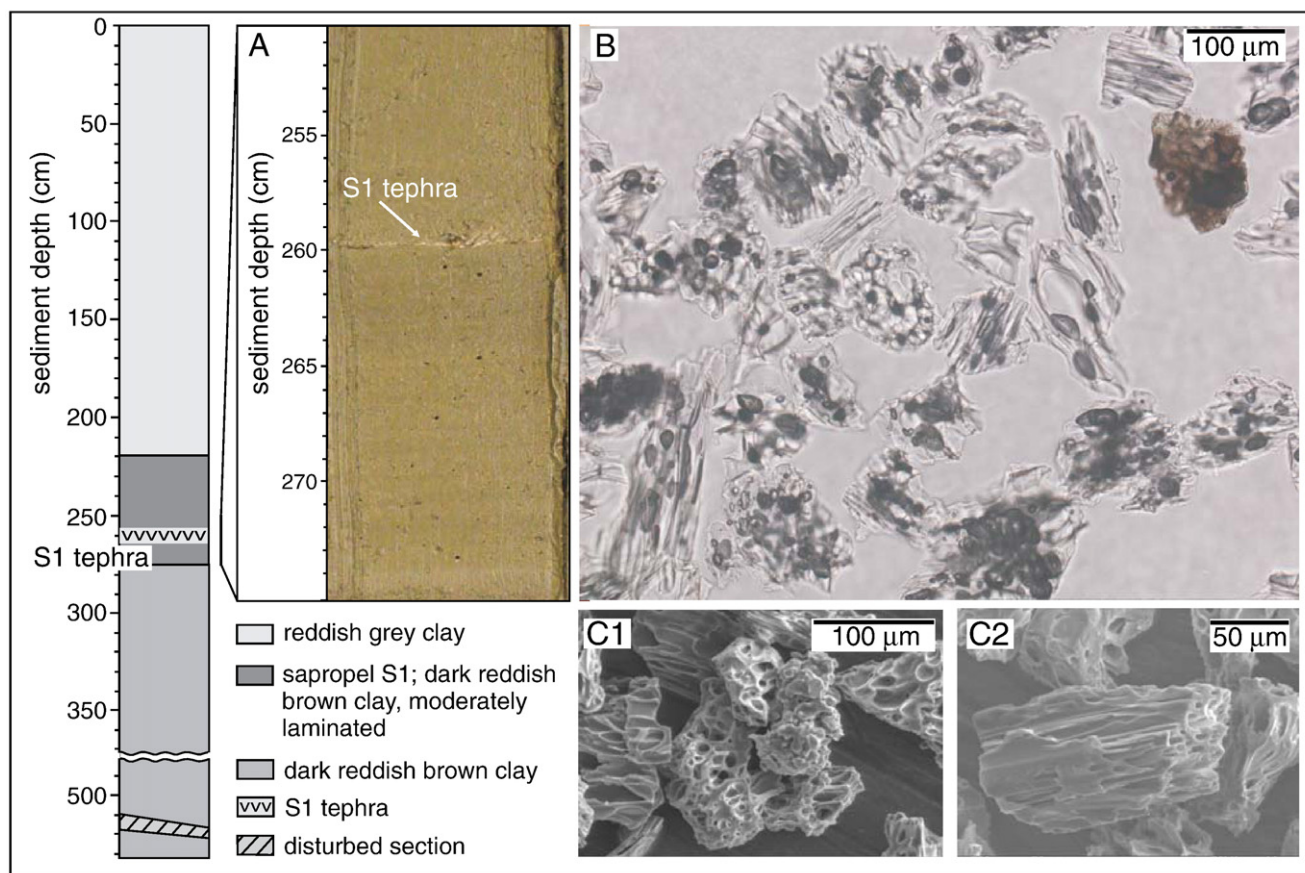 0
50
100
150
200
250
300
350
500
sediment depth (cm)
S1 tephra
A
255
260
265
270
sediment depth (cm)
S1 tephra
B
100 µm
C1
100 µm
C2
50 µm
reddish grey clay
sapropel S1; dark reddish
brown clay, moderately
laminated
dark reddish brown clay
S1 tephra
disturbed section